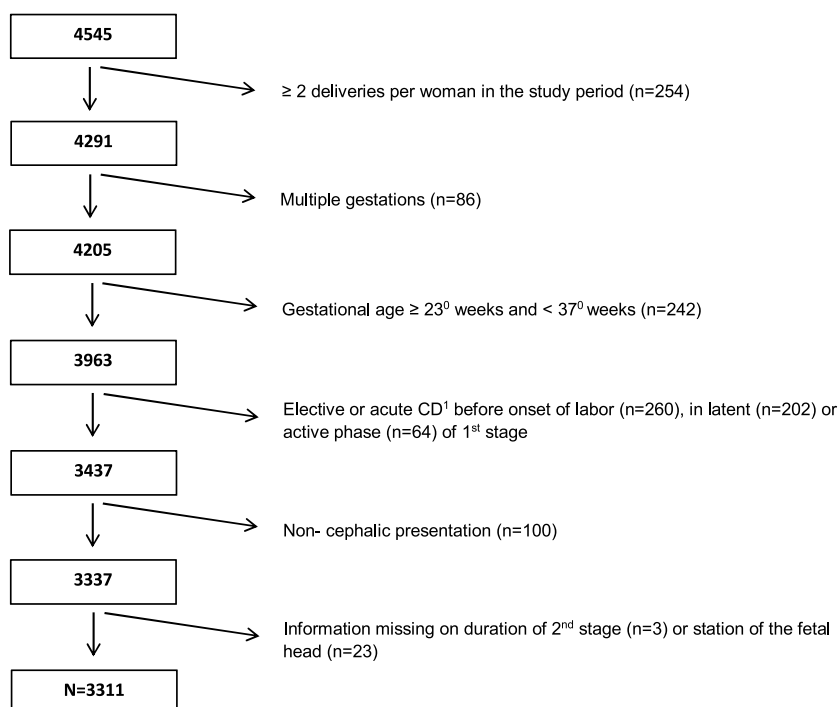 4545
≥ 2 deliveries per woman in the study period (n=254)
4291
Multiple gestations (n=86)
4205
Gestational age ≥ 23⁰ weeks and < 37⁰ weeks (n=242)
3963
Elective or acute CD¹ before onset of labor (n=260), in latent (n=202) or
active phase (n=64) of 1ˢᵗ stage
3437
Non- cephalic presentation (n=100)
3337
Information missing on duration of 2ⁿᵈ stage (n=3) or station of the fetal
head (n=23)
N=3311